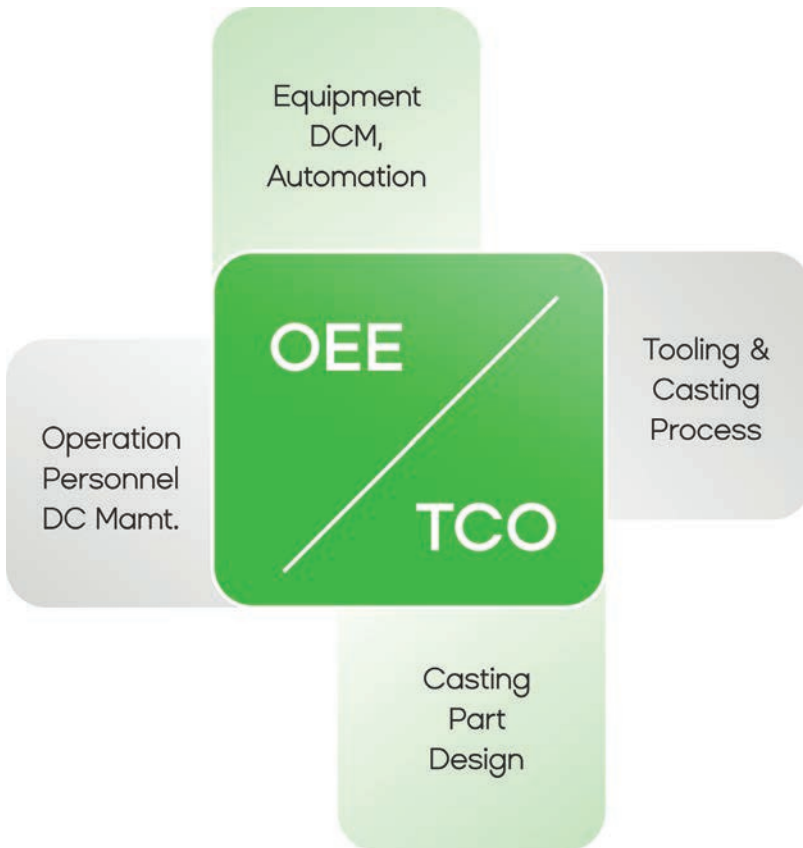 Equipment
DCM,
Automation
OEE
TCO
Tooling &
Casting
Process
Operation
Personnel
DC Mamt.
Casting
Part
Design